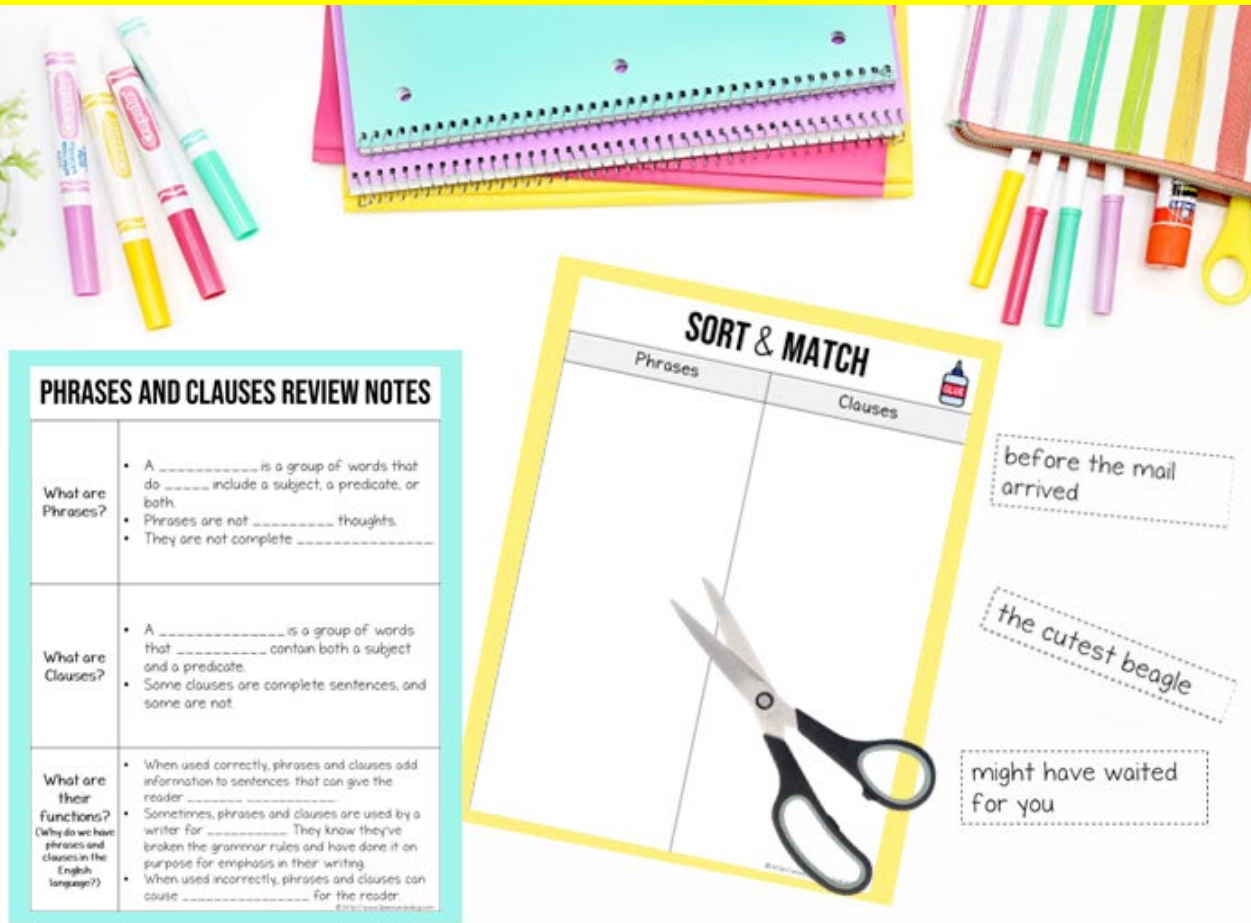 Crayola
PHRASES AND CLAUSES REVIEW NOTES
What are
Phrases?
• A ___________ is a group of words that
do _____ include a subject, a predicate, or
both.
• Phrases are not _________ thoughts.
• They are not complete _______________
What are
Clauses?
• A ______________ is a group of words
that __________ contain both a subject
and a predicate.
• Some clauses are complete sentences, and
some are not.
What are
their
functions?
(Why do we have
phrases and
clauses in the
English
language?)
• When used correctly, phrases and clauses add
information to sentences that can give the
reader _______ ___________
• Sometimes, phrases and clauses are used by a
writer for __________. They know they've
broken the grammar rules and have done it on
purpose for emphasis in their writing.
• When used incorrectly, phrases and clauses can
cause ________________ for the reader.
SORT & MATCH
GLUE
Phrases
Clauses
before the mail
arrived
the cutest beagle
might have waited
for you